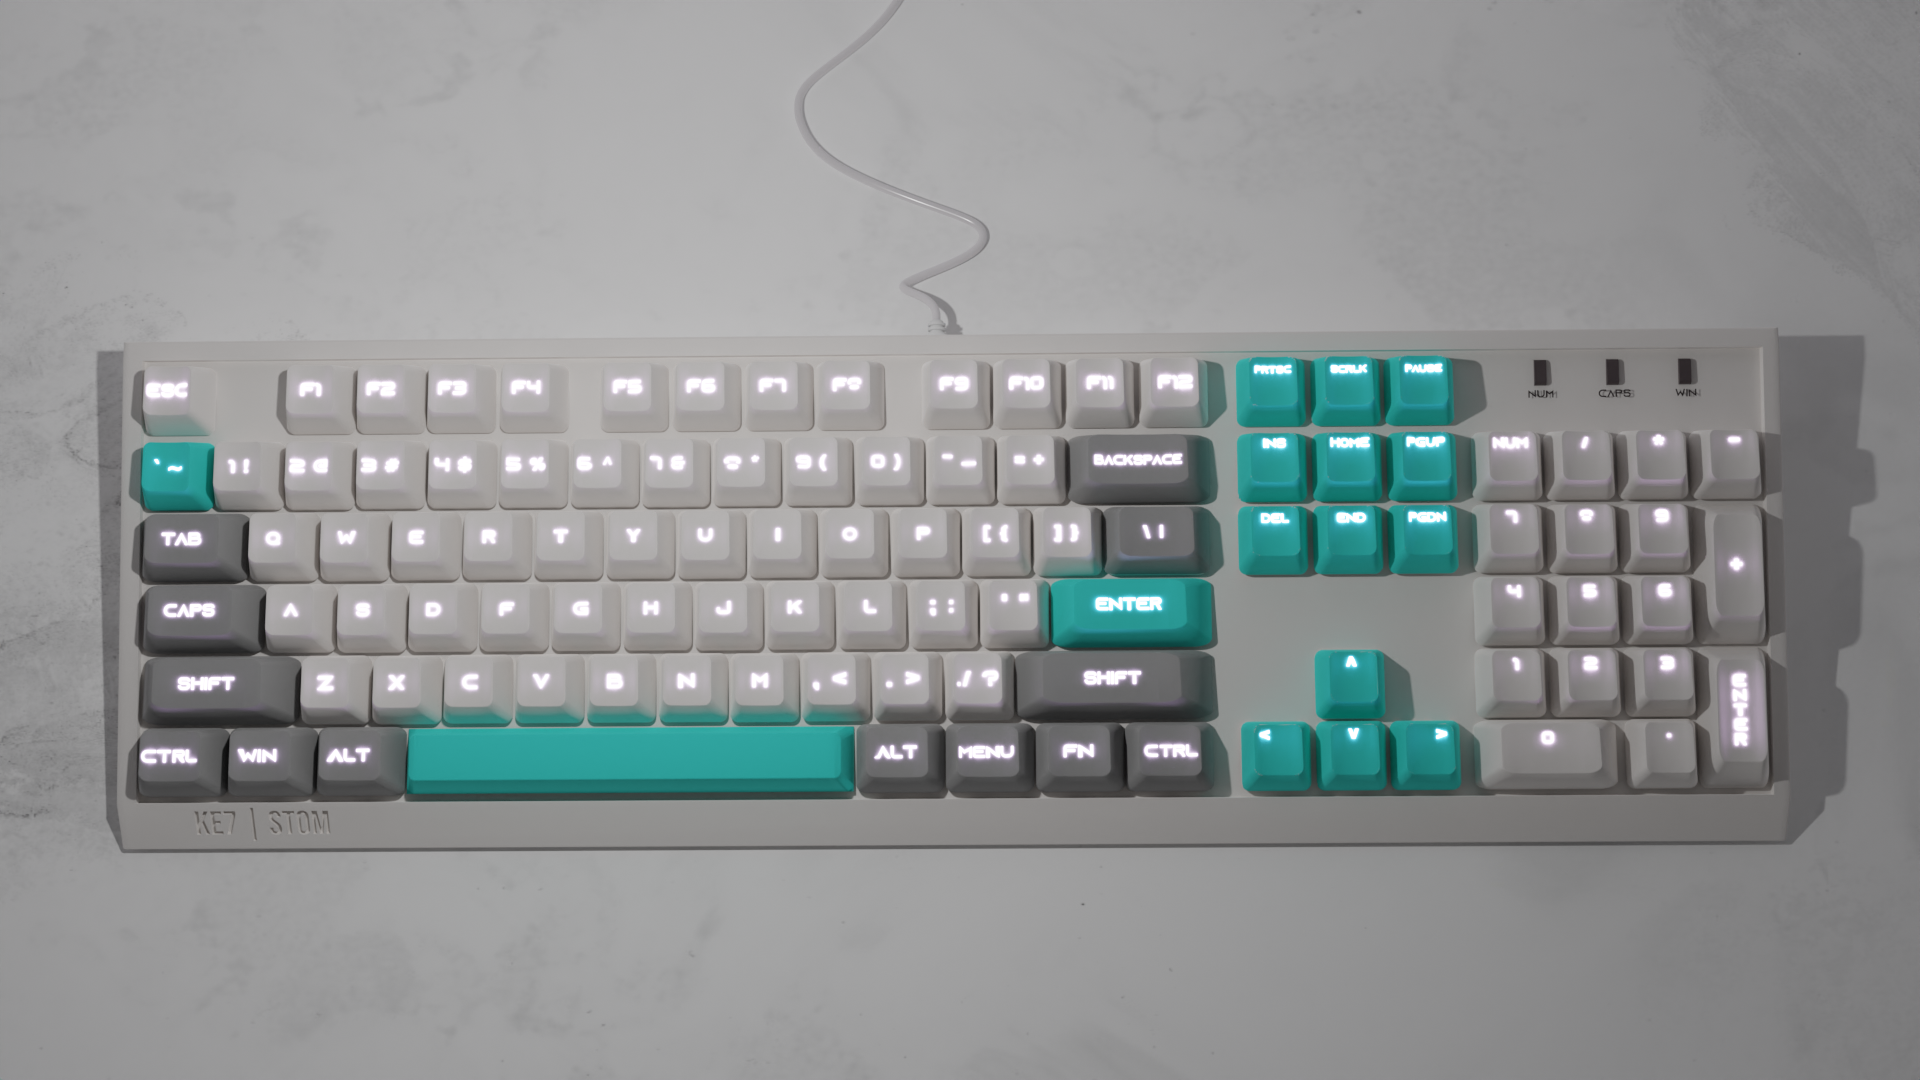 ESC F1 F2 F3 F4 F5 F6 F7 F8 F9 F10 F11 F12 PRTSC SCRLK PAUSE NUM CAPS WIN
` ~ 1 ! 2 @ 3 # 4 $ 5 % 6 ^ 7 & 8 * 9 ( 0 ) - _ = + BACKSPACE INS HOME PGUP NUM / * -
TAB Q W E R T Y U I O P [ { ] } \ | DEL END PGDN 7 8 9 +
CAPS A S D F G H J K L ; : ' " ENTER 4 5 6
SHIFT Z X C V B N M , < . > / ? SHIFT ^ 1 2 3 ENTER
CTRL WIN ALT ALT MENU FN CTRL < V > 0 .
KE7 | STOM